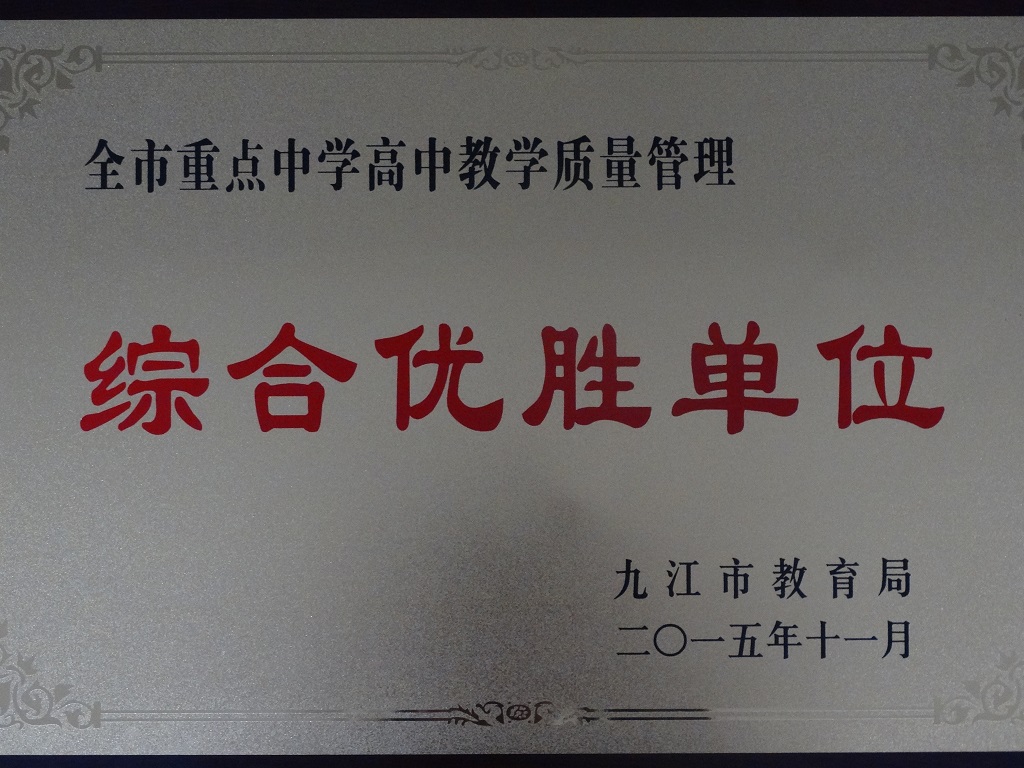 全市重点中学高中教学质量管理
综合优胜单位
九江市教育局
二〇一五年十一月